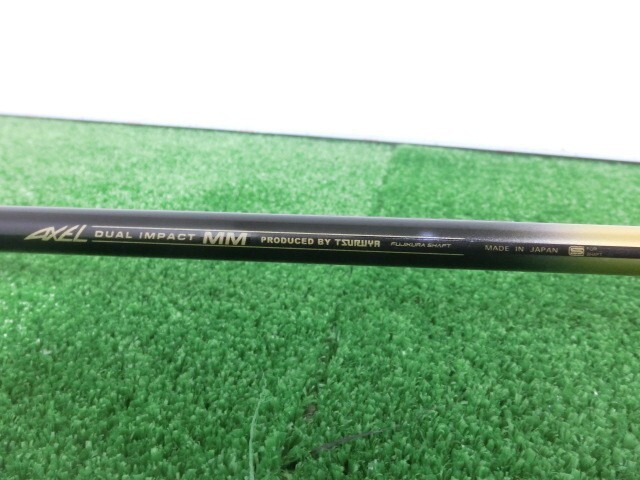 AXEL DUAL IMPACT MM PRODUCED BY TSURUYA FUJIKURA SHAFT MADE IN JAPAN S